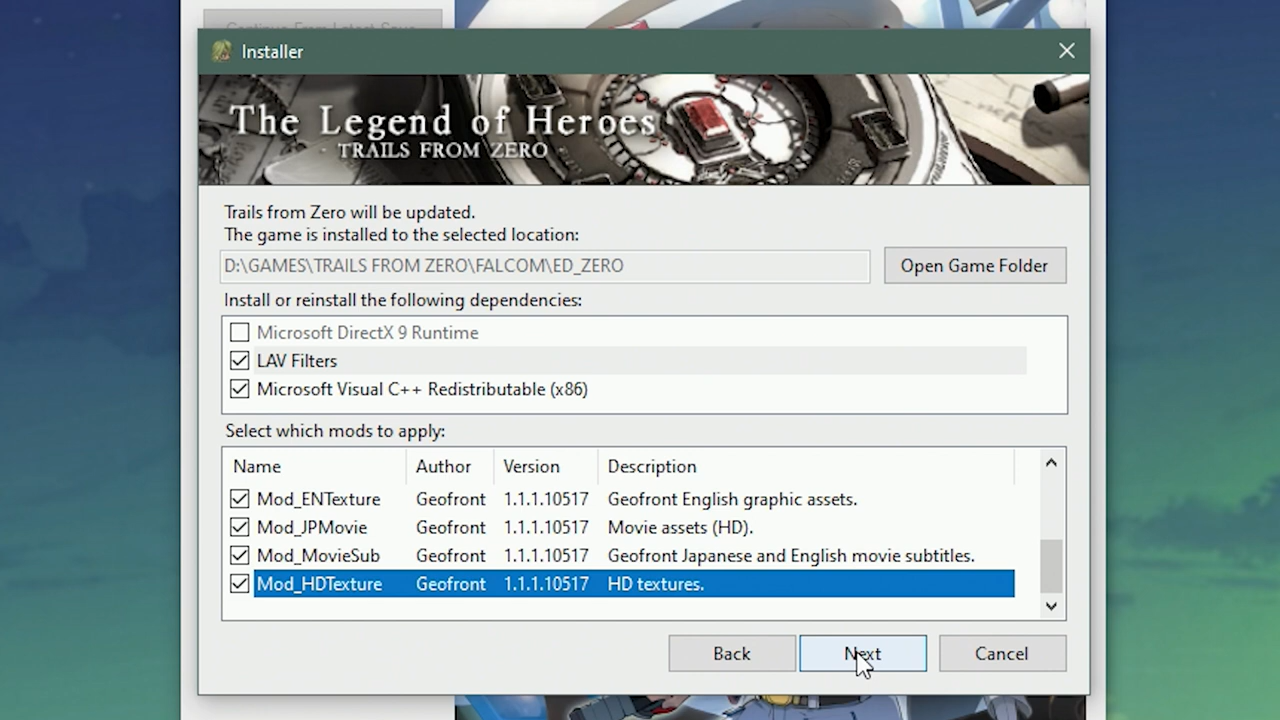 Continue From Latest Save
Installer
The Legend of Heroes
TRAILS FROM ZERO
Trails from Zero will be updated.
The game is installed to the selected location:
D:\GAMES\TRAILS FROM ZERO\FALCOM\ED_ZERO
Open Game Folder
Install or reinstall the following dependencies:
Microsoft DirectX 9 Runtime
LAV Filters
Microsoft Visual C++ Redistributable (x86)
Select which mods to apply:
Name Author Version Description
Mod_ENTexture Geofront 1.1.1.10517 Geofront English graphic assets.
Mod_JPMovie Geofront 1.1.1.10517 Movie assets (HD).
Mod_MovieSub Geofront 1.1.1.10517 Geofront Japanese and English movie subtitles.
Mod_HDTexture Geofront 1.1.1.10517 HD textures.
Back Next Cancel